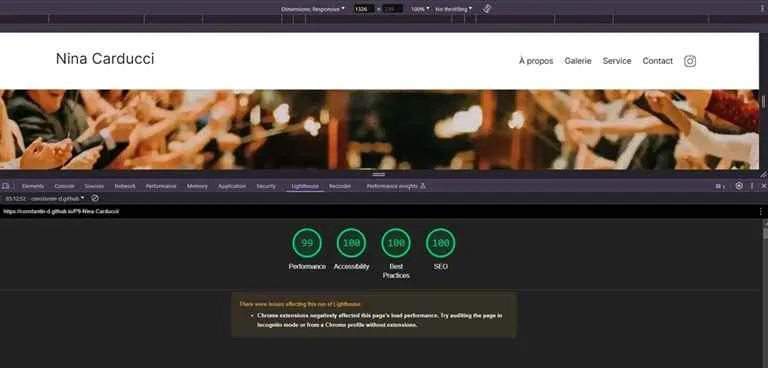 Dimensions: Responsive
1326
×
100%
No throttling
Nina Carducci
À propos
Galerie
Service
Contact
Elements
Console
Sources
Network
Performance
Memory
Application
Security
Lighthouse
Recorder
Performance insights
03:12:52 - constantin-d.github
https://constantin-d.github.io/P9-Nina-Carducci/
99
100
100
100
Performance
Accessibility
Best
Practices
SEO
There were issues affecting this run of Lighthouse:
Chrome extensions negatively affected this page's load performance. Try auditing the page in
Incognito mode or from a Chrome profile without extensions.